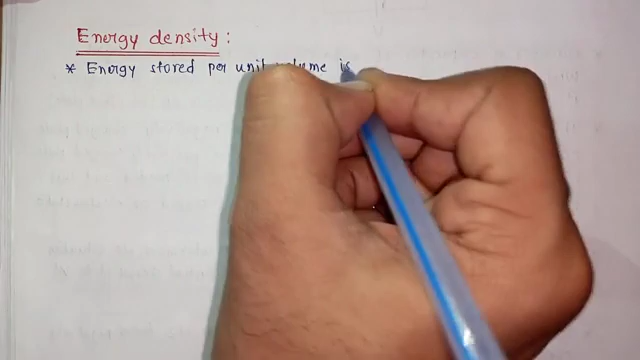 Energy density :
* Energy stored per unit volume is